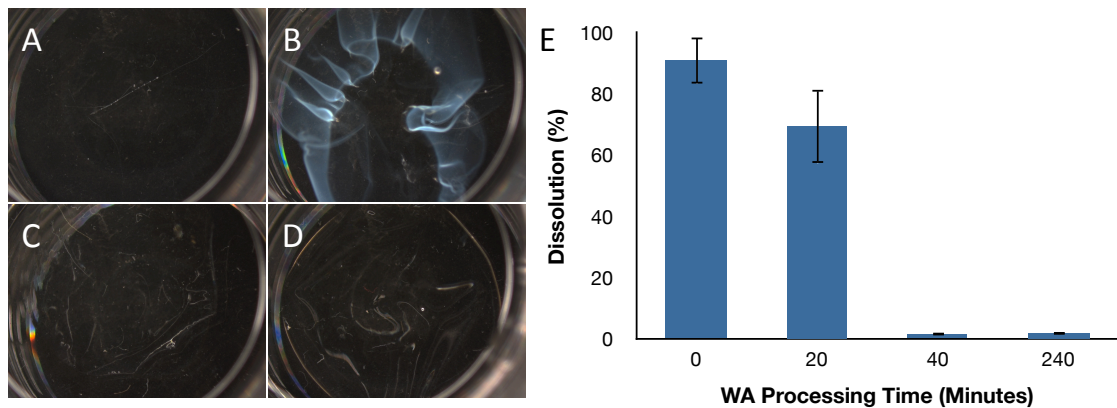 A
B
C
D
E
Dissolution (%)
100
80
60
40
20
0
0 20 40 240
WA Processing Time (Minutes)